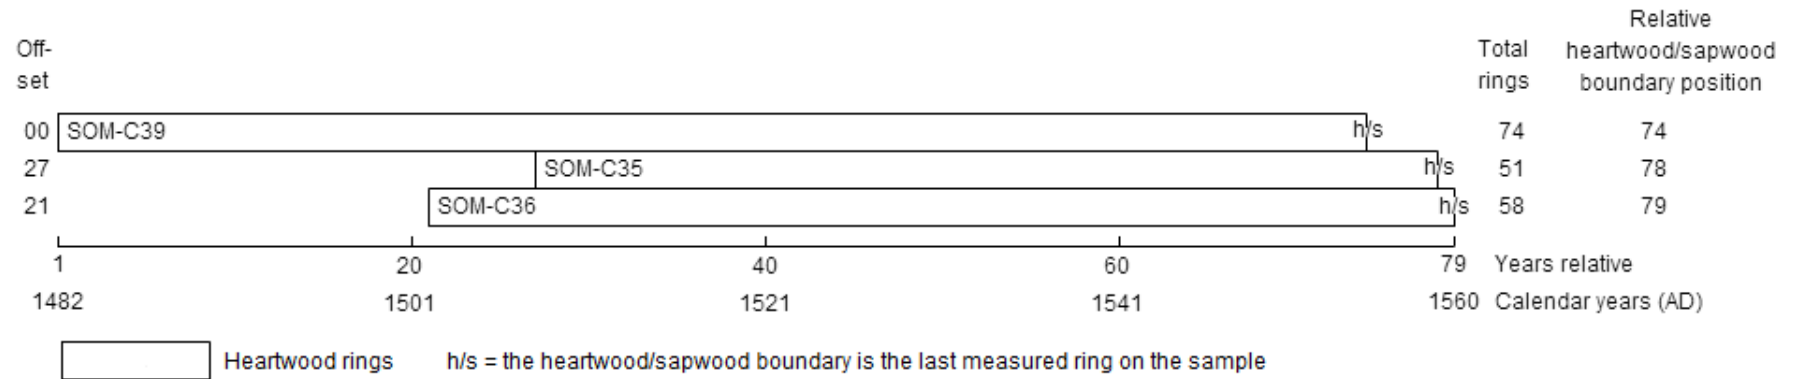 Relative
Off- Total heartwood/sapwood
set rings boundary position
00 SOM-C39 h/s 74 74
27 SOM-C35 h/s 51 78
21 SOM-C36 h/s 58 79
1 20 40 60 79 Years relative
1482 1501 1521 1541 1560 Calendar years (AD)
Heartwood rings h/s = the heartwood/sapwood boundary is the last measured ring on the sample